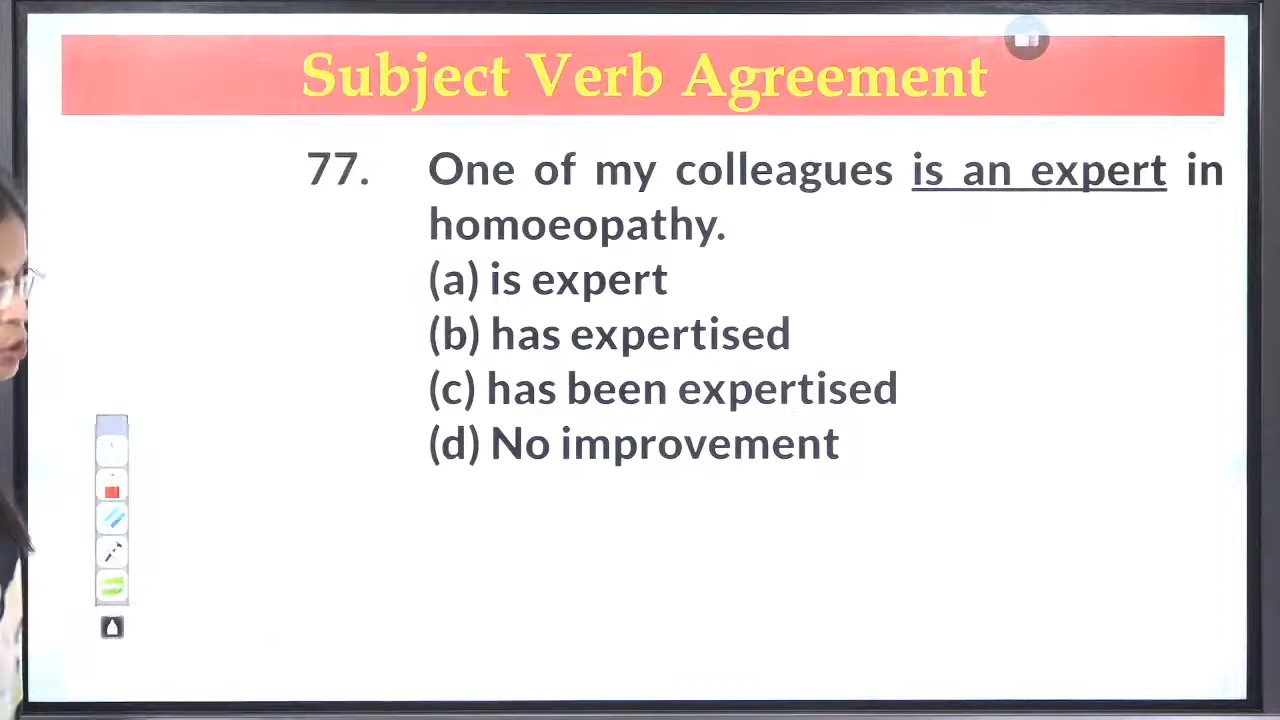 Subject Verb Agreement
77. One of my colleagues is an expert in
homoeopathy.
(a) is expert
(b) has expertised
(c) has been expertised
(d) No improvement